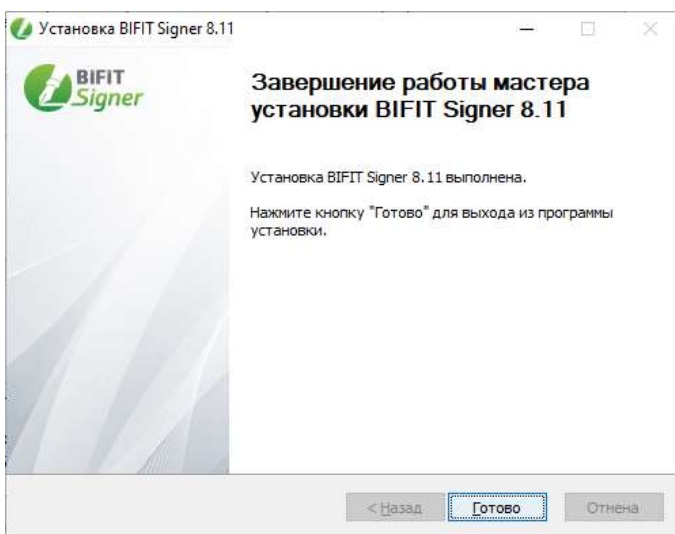 Установка BIFIT Signer 8.11
BIFIT
Signer
Завершение работы мастера
установки BIFIT Signer 8.11
Установка BIFIT Signer 8.11 выполнена.
Нажмите кнопку "Готово" для выхода из программы
установки.
< Назад
Готово
Отмена